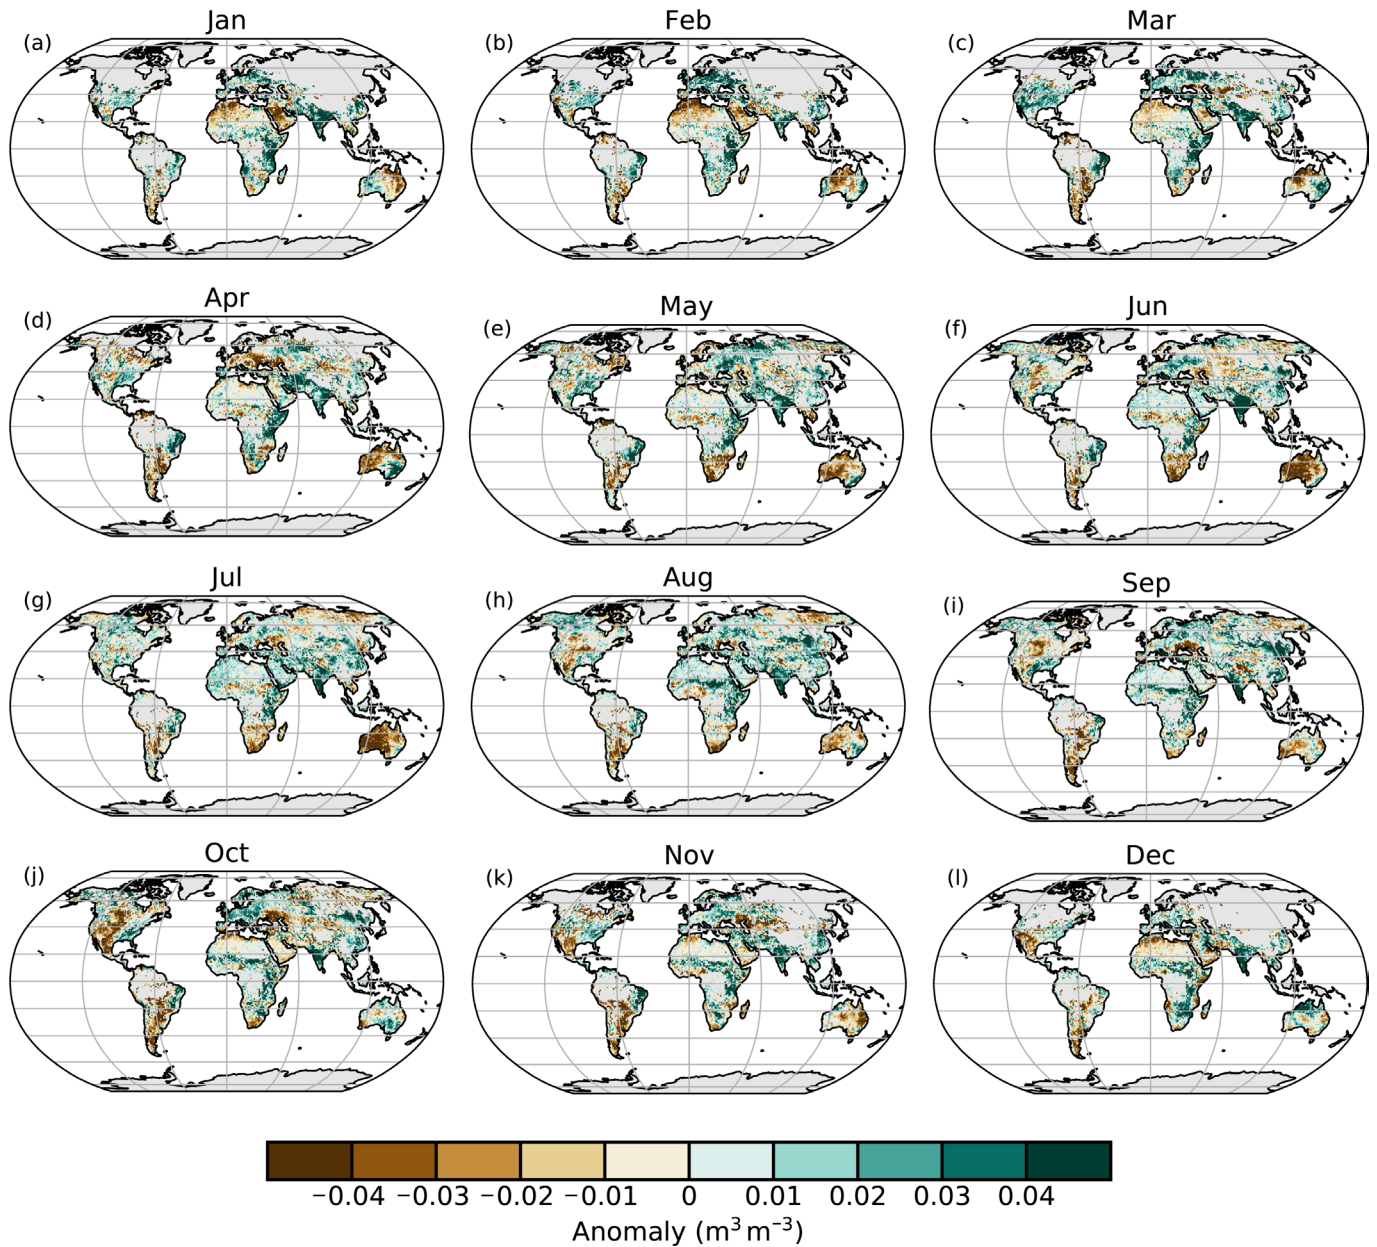 Jan
Feb
Mar
(a)
(b)
(c)
Apr
May
Jun
(d)
(e)
(f)
Jul
Aug
Sep
(g)
(h)
(i)
Oct
Nov
Dec
(j)
(k)
(l)
−0.04 −0.03 −0.02 −0.01 0 0.01 0.02 0.03 0.04
Anomaly (m³ m⁻³)